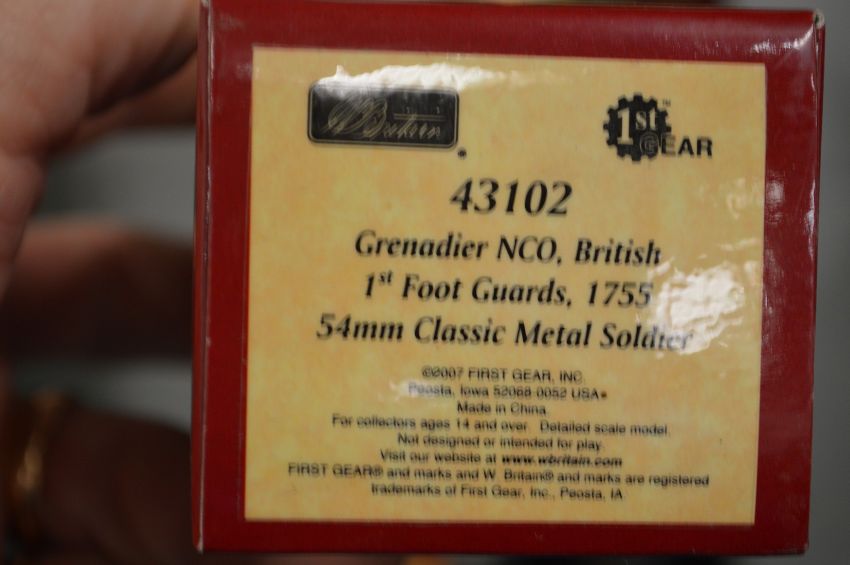 W Britain
1st GEAR™
43102
Grenadier NCO, British
1st Foot Guards, 1755
54mm Classic Metal Soldier
©2007 FIRST GEAR, INC.
Peosta, Iowa 52068-0052 USA
Made in China.
For collectors ages 14 and over. Detailed scale model.
Not designed or intended for play.
Visit our website at www.wbritain.com
FIRST GEAR® and marks and W Britain® and marks are registered
trademarks of First Gear, Inc., Peosta, IA